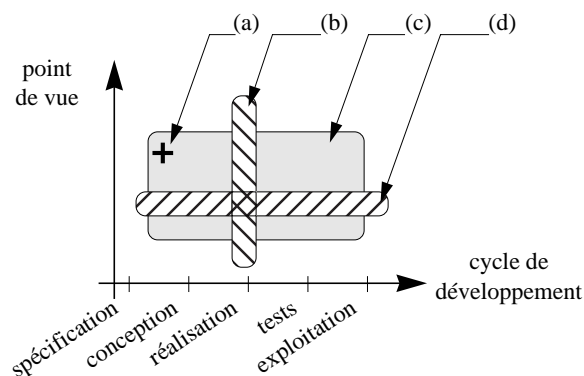 (a)
(b)
(c)
(d)
point
de vue
cycle de
développement
spécification
conception
réalisation
tests
exploitation